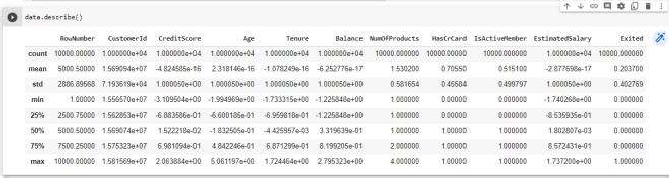 data.describe()
RowNumber CustomerId CreditScore Age Tenure Balance NumOfProducts HasCrCard IsActiveMember EstimatedSalary Exited
count 10000.00000 1.000000e+04 1.000000e+04 1.000000e+04 1.000000e+04 1.000000e+04 10000.000000 10000.00000 10000.000000 1.000000e+04 10000.000000
mean 5000.50000 1.569094e+07 -4.824585e-16 2.318146e-16 -1.078249e-16 -6.252776e-17 1.530200 0.70550 0.515100 -2.877698e-17 0.203700
std 2886.89568 7.193619e+04 1.000050e+00 1.000050e+00 1.000050e+00 1.000050e+00 0.581654 0.45584 0.499797 1.000050e+00 0.402769
min 1.00000 1.556570e+07 -3.109504e+00 -1.994969e+00 -1.733315e+00 -1.225848e+00 1.000000 0.00000 0.000000 -1.740268e+00 0.000000
25% 2500.75000 1.562853e+07 -6.883586e-01 -6.600186e-01 -6.959818e-01 -1.225848e+00 1.000000 0.00000 0.000000 -8.535935e-01 0.000000
50% 5000.50000 1.569074e+07 1.522218e-02 -1.832505e-01 -4.425957e-03 3.319639e-01 1.000000 1.00000 1.000000 1.802807e-03 0.000000
75% 7500.25000 1.575323e+07 6.981094e-01 4.842246e-01 6.871299e-01 8.199205e-01 2.000000 1.00000 1.000000 8.572431e-01 0.000000
max 10000.00000 1.581569e+07 2.063884e+00 5.061197e+00 1.724464e+00 2.795323e+00 4.000000 1.00000 1.000000 1.737200e+00 1.000000